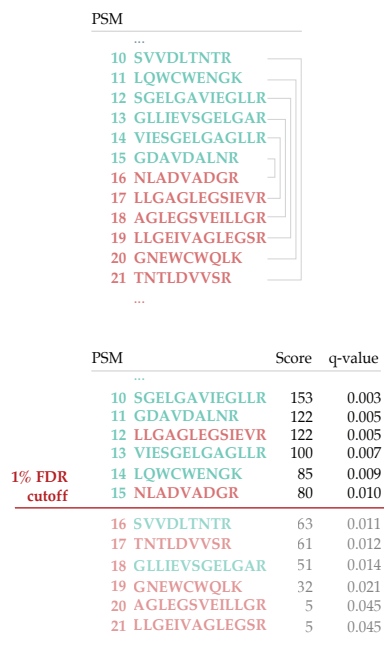 PSM
...
10 SVVDLTNTR
11 LQWCWENGK
12 SGELGAVIEGLLR
13 GLLIEVSGELGAR
14 VIESGELGAGLLR
15 GDAVDALNR
16 NLADVADGR
17 LLGAGLEGSIEVR
18 AGLEGSVEILLGR
19 LLGEIVAGLEGSR
20 GNEWCWQLK
21 TNTLDVVSR
...
PSM Score q-value
...
10 SGELGAVIEGLLR 153 0.003
11 GDAVDALNR 122 0.005
12 LLGAGLEGSIEVR 122 0.005
13 VIESGELGAGLLR 100 0.007
14 LQWCWENGK 85 0.009
15 NLADVADGR 80 0.010
1% FDR
cutoff
16 SVVDLTNTR 63 0.011
17 TNTLDVVSR 61 0.012
18 GLLIEVSGELGAR 51 0.014
19 GNEWCWQLK 32 0.021
20 AGLEGSVEILLGR 5 0.045
21 LLGEIVAGLEGSR 5 0.045